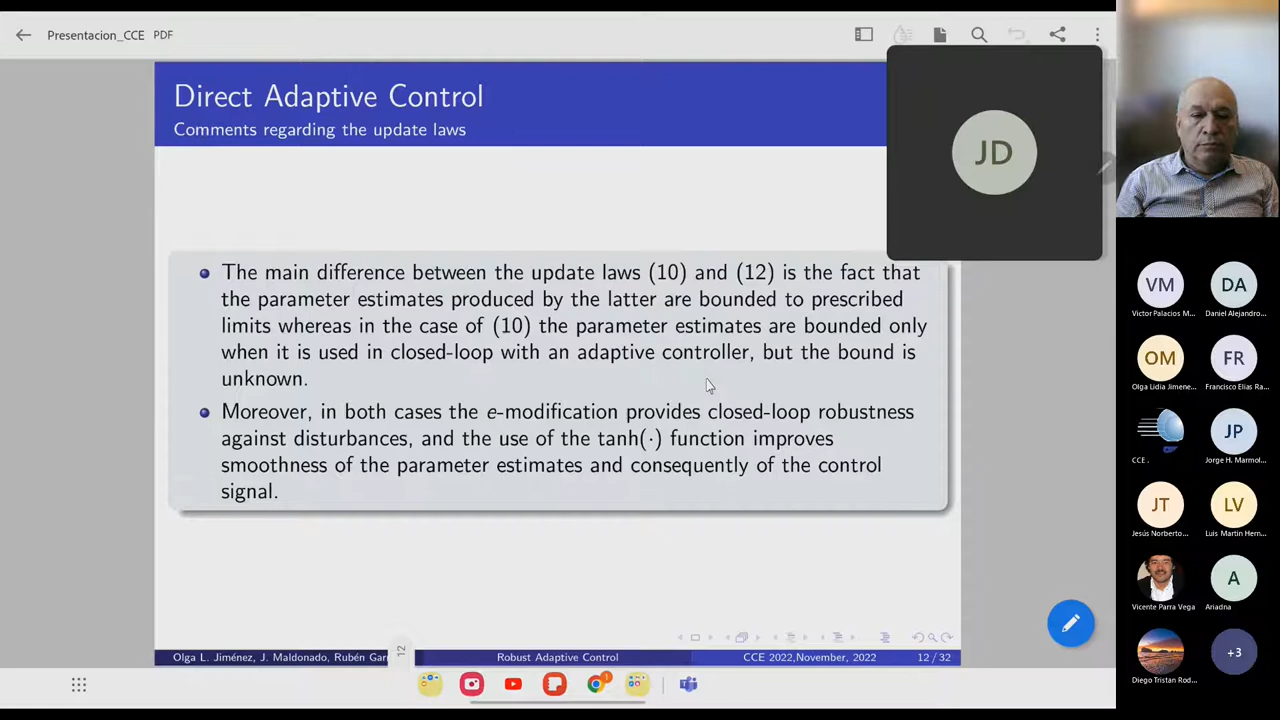 Presentacion_CCE PDF
Direct Adaptive Control
Comments regarding the update laws
JD
The main difference between the update laws (10) and (12) is the fact that
the parameter estimates produced by the latter are bounded to prescribed
limits whereas in the case of (10) the parameter estimates are bounded only
when it is used in closed-loop with an adaptive controller, but the bound is
unknown.
Moreover, in both cases the e-modification provides closed-loop robustness
against disturbances, and the use of the tanh(·) function improves
smoothness of the parameter estimates and consequently of the control
signal.
Olga L. Jiménez, J. Maldonado, Rubén Gar
12
Robust Adaptive Control
CCE 2022,November, 2022
12 / 32
VM
DA
Victor Palacios M...
Daniel Alejandro...
OM
FR
Olga Lidia Jimene...
Francisco Elias Ra...
JP
CCE .
Jorge H. Marmol...
JT
LV
Jesús Norberto...
Luis Martin Hern...
A
Vicente Parra Vega
Ariadna
+3
Diego Tristan Rod...